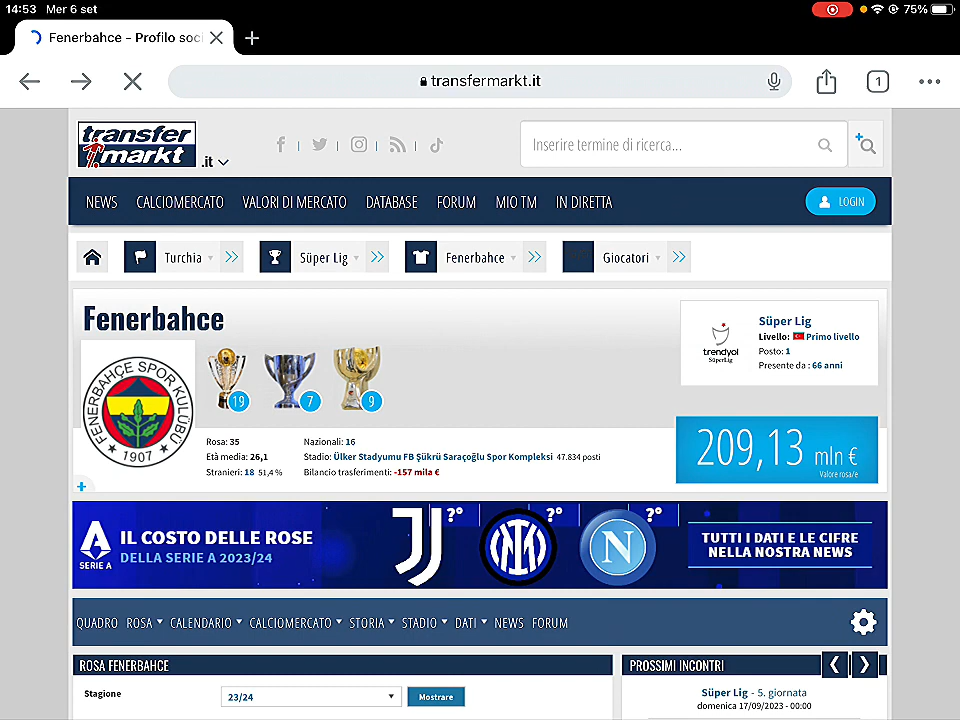 14:53 Mer 6 set 75%
Fenerbahce – Profilo soci
transfermarkt.it 1
transfer
markt .it
Inserire termine di ricerca...
NEWS CALCIOMERCATO VALORI DI MERCATO DATABASE FORUM MIO TM IN DIRETTA LOGIN
Turchia Süper Lig Fenerbahce Giocatori
Fenerbahce
Süper Lig
Livello: Primo livello
Posto: 1
Presente da : 66 anni
trendyol
SüperLig
FENERBAHÇE SPOR KULÜBÜ
1907
19 7 9
Rosa: 35
Età media: 26,1
Stranieri: 18 51,4 %
Nazionali: 16
Stadio: Ülker Stadyumu FB Şükrü Saraçoğlu Spor Kompleksi 47.834 posti
Bilancio trasferimenti: -157 mila €
209,13 mln €
Valore rosa/e
SERIE A
IL COSTO DELLE ROSE
DELLA SERIE A 2023/24
?° ?° ?°
N
TUTTI I DATI E LE CIFRE
NELLA NOSTRA NEWS
QUADRO ROSA CALENDARIO CALCIOMERCATO STORIA STADIO DATI NEWS FORUM
ROSA FENERBAHCE
Stagione 23/24 Mostrare
PROSSIMI INCONTRI
Süper Lig - 5. giornata
domenica 17/09/2023 - 00:00